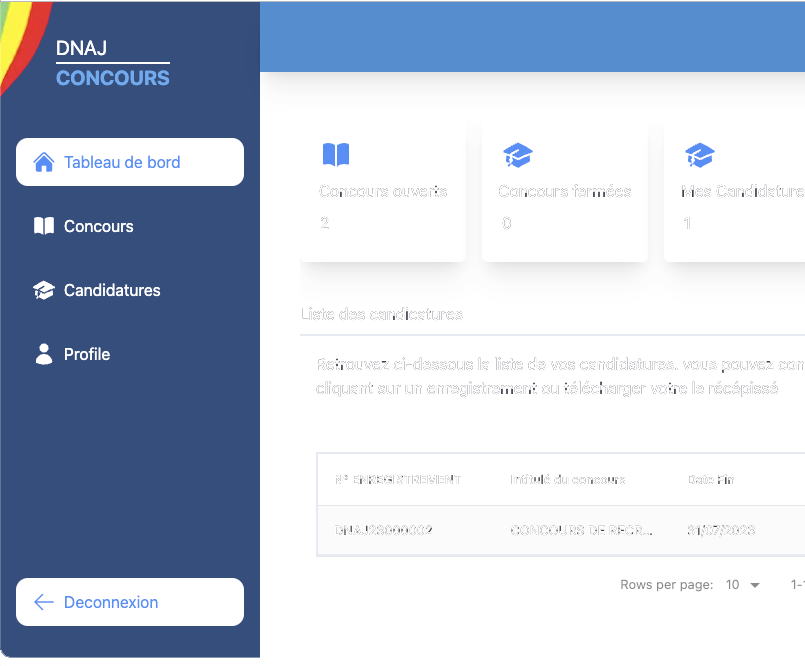 DNAJ
CONCOURS
Tableau de bord
Concours
Candidatures
Profile
Deconnexion
Concours ouverts
2
Concours fermées
0
Mes Candidature
1
Liste des candicatures
Retrouvez ci-dessous la liste de vos candidatures. vous pouvez con
cliquant sur un enregistrement ou télécharger votre le récépissé
N° ENREGISTREMENT Intitulé du concours Date Fin
DNAJ23000002 CONCOURS DE RECR... 31/07/2023
Rows per page: 10 1-1